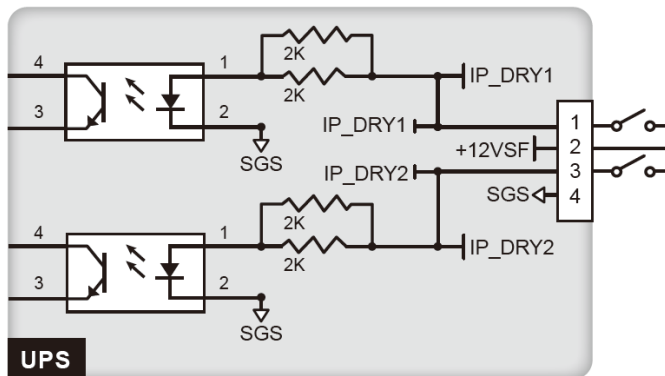 4
1
2K
2K
IP_DRY1
3
2
SGS
IP_DRY1
1
+12VSF
2
IP_DRY2
3
SGS
4
4
1
2K
2K
IP_DRY2
3
2
SGS
UPS